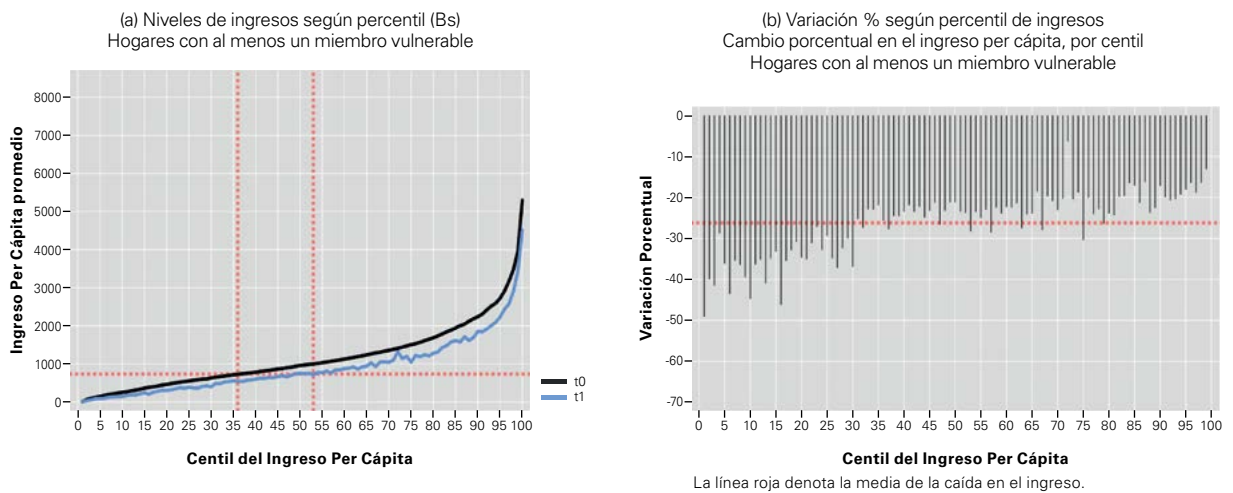 (a) Niveles de ingresos según percentil (Bs)
Hogares con al menos un miembro vulnerable
Ingreso Per Cápita promedio
8000
7000
6000
5000
4000
3000
2000
1000
0
0 5 10 15 20 25 30 35 40 45 50 55 60 65 70 75 80 85 90 95 100
Centil del Ingreso Per Cápita
t0
t1
(b) Variación % según percentil de ingresos
Cambio porcentual en el ingreso per cápita, por centil
Hogares con al menos un miembro vulnerable
Variación Porcentual
0
-10
-20
-30
-40
-50
-60
-70
0 5 10 15 20 25 30 35 40 45 50 55 60 65 70 75 80 85 90 95 100
Centil del Ingreso Per Cápita
La línea roja denota la media de la caída en el ingreso.